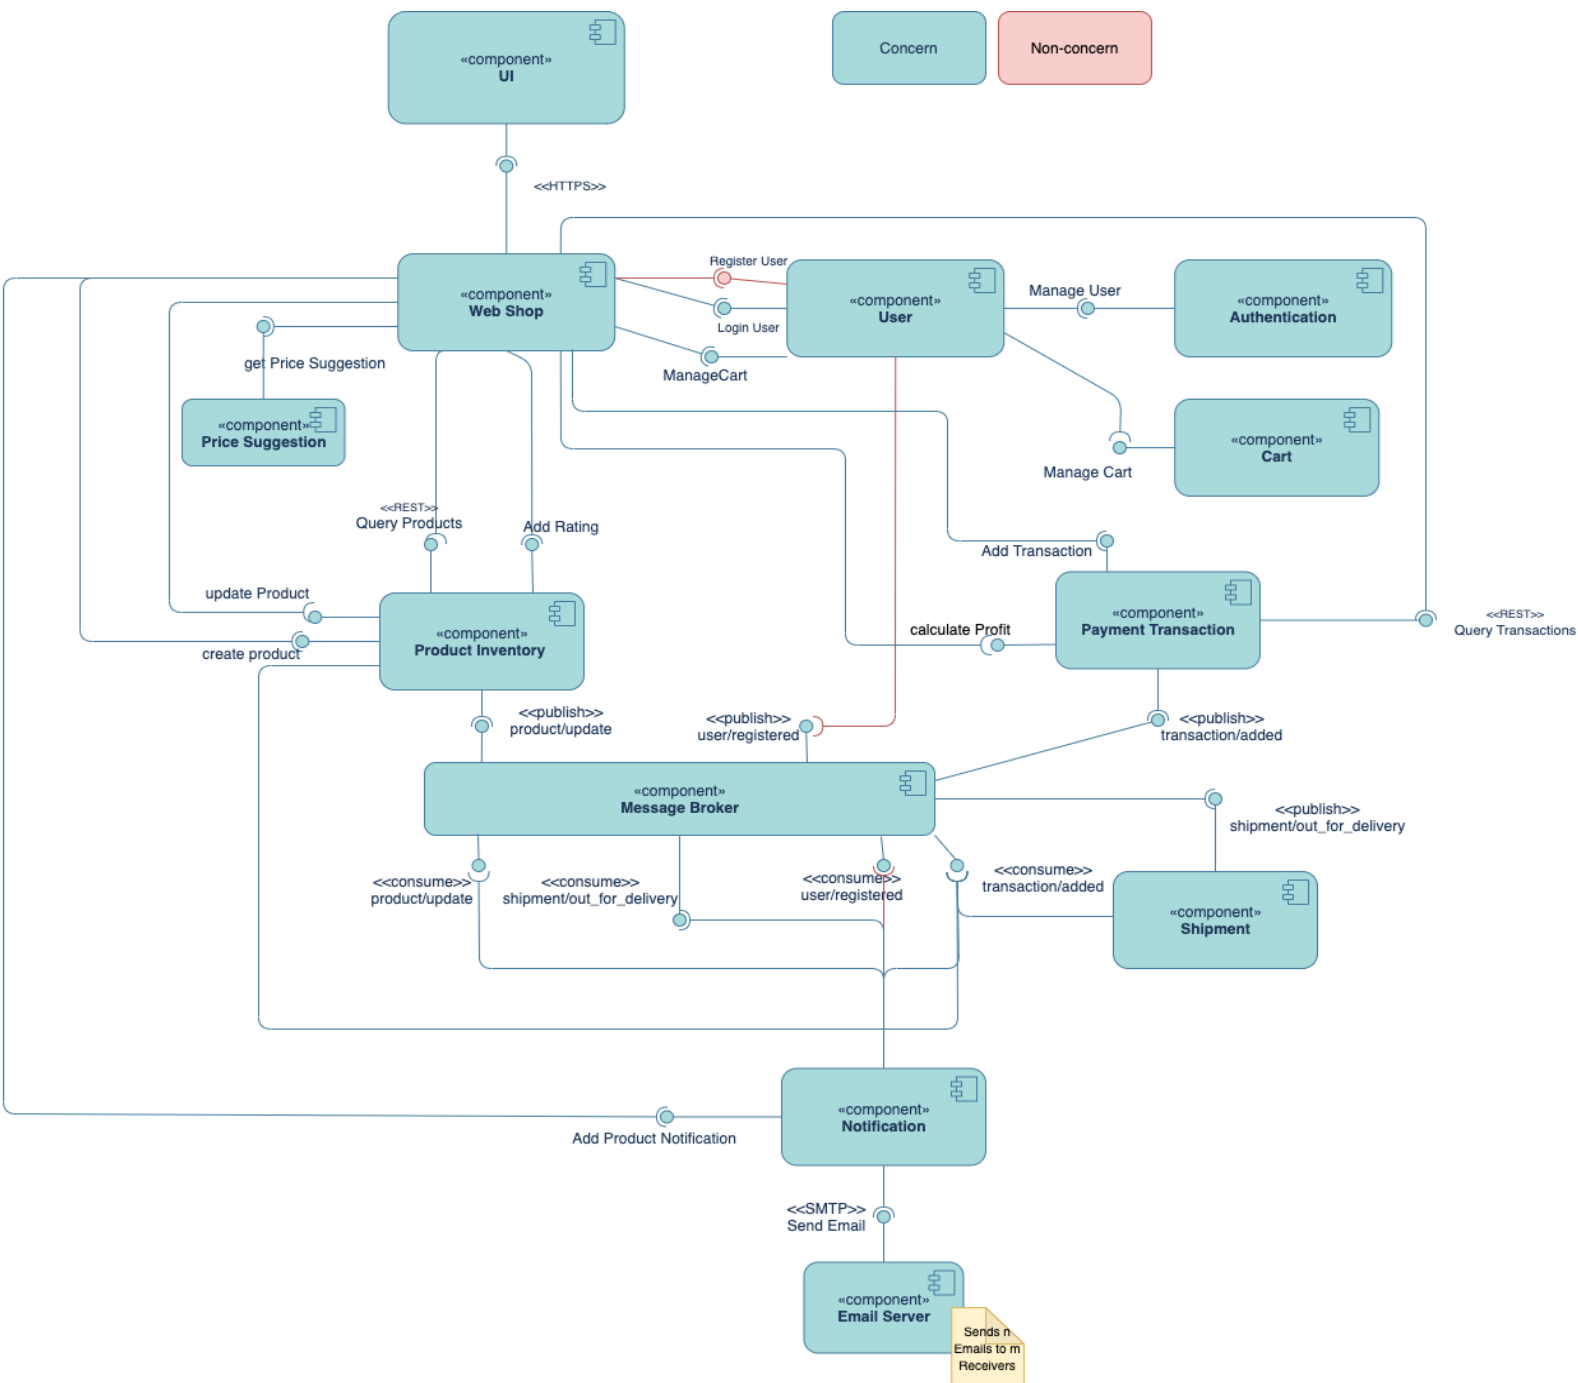 «component»
UI
Concern
Non-concern
<<HTTPS>>
«component»
Web Shop
Register User
Login User
ManageCart
«component»
User
Manage User
«component»
Authentication
get Price Suggestion
«component»
Price Suggestion
«component»
Cart
Manage Cart
<<REST>>
Query Products
Add Rating
Add Transaction
update Product
create product
«component»
Product Inventory
calculate Profit
«component»
Payment Transaction
<<REST>>
Query Transactions
<<publish>>
product/update
<<publish>>
user/registered
<<publish>>
transaction/added
«component»
Message Broker
<<publish>>
shipment/out_for_delivery
<<consume>>
product/update
<<consume>>
shipment/out_for_delivery
<<consume>>
user/registered
<<consume>>
transaction/added
«component»
Shipment
«component»
Notification
Add Product Notification
<<SMTP>>
Send Email
«component»
Email Server
Sends n
Emails to m
Receivers